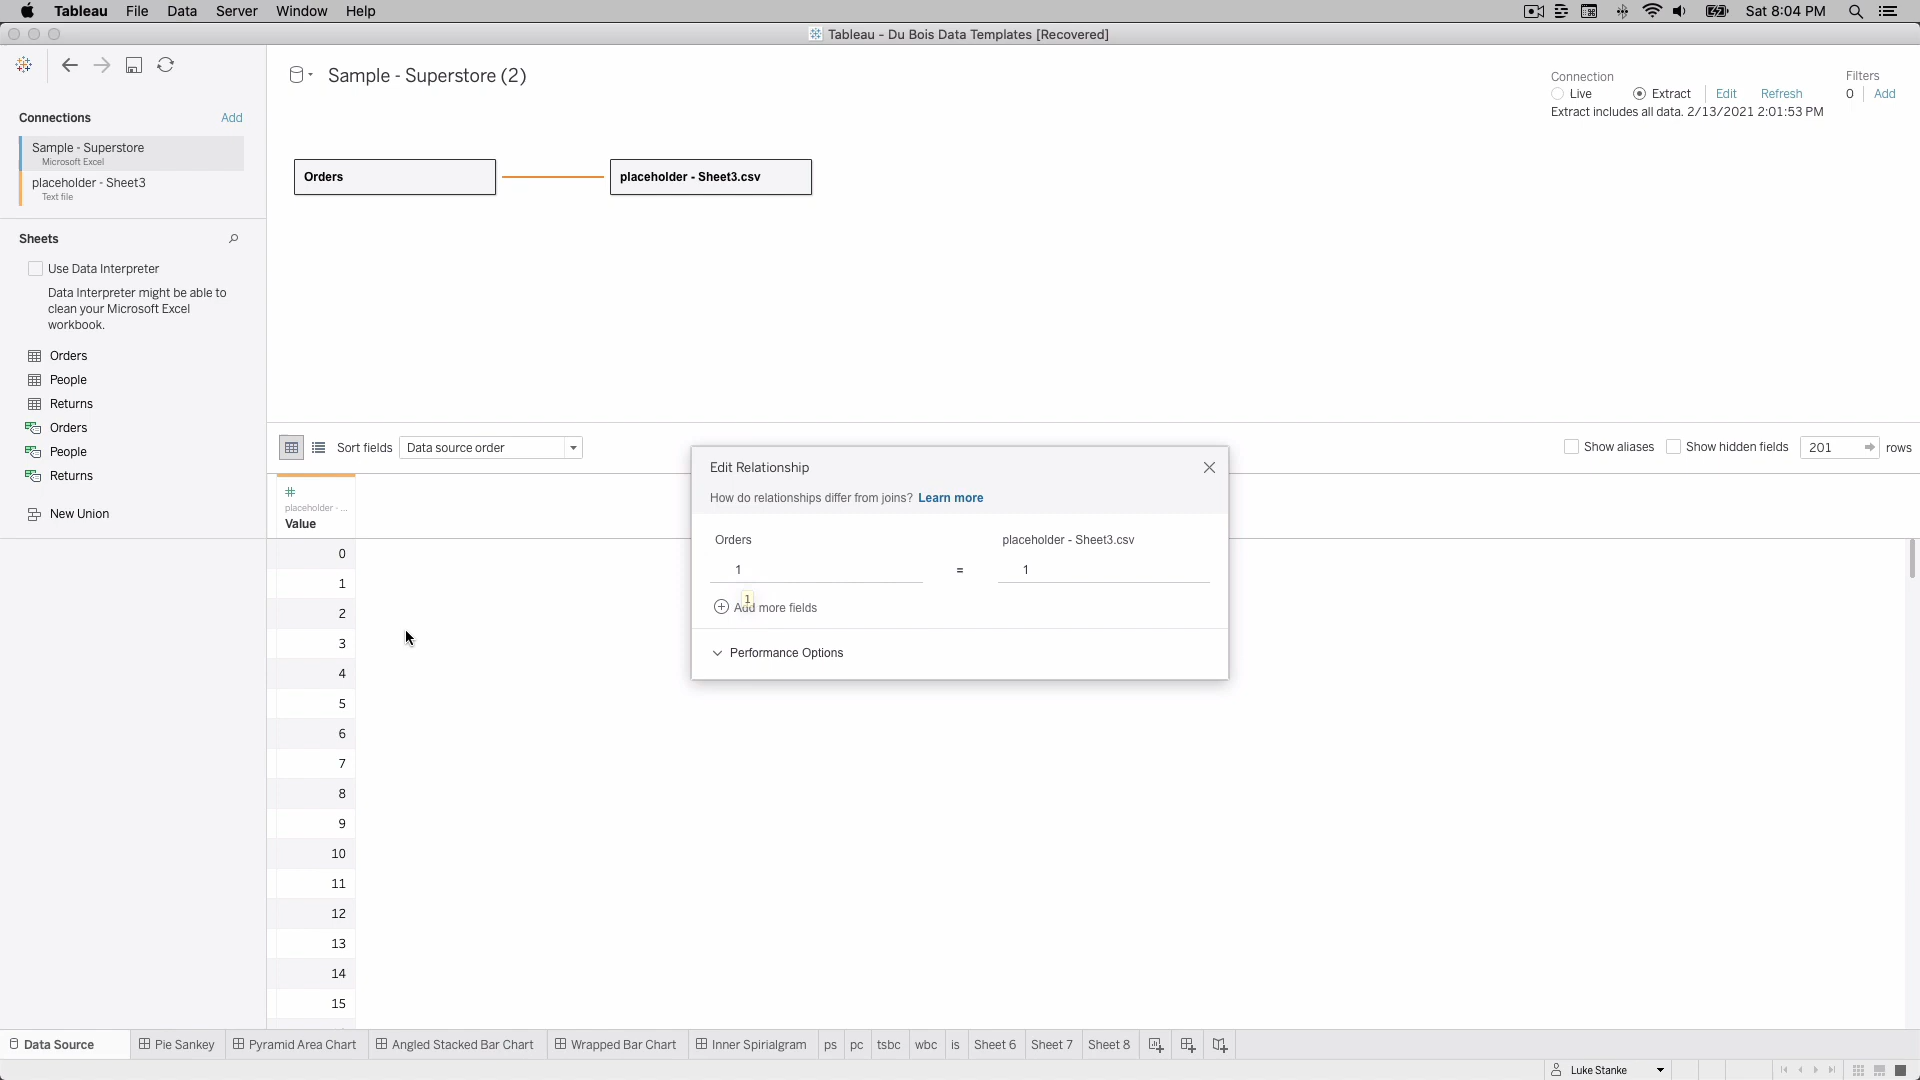 Tableau File Data Server Window Help
Sat 8:04 PM
Tableau - Du Bois Data Templates [Recovered]
Sample - Superstore (2)
Connection
Live Extract Edit Refresh
Extract includes all data. 2/13/2021 2:01:53 PM
Filters
0 Add
Connections Add
Sample - Superstore
Microsoft Excel
placeholder - Sheet3
Text file
Orders
placeholder - Sheet3.csv
Sheets
Use Data Interpreter
Data Interpreter might be able to
clean your Microsoft Excel
workbook.
Orders
People
Returns
Orders
People
Returns
New Union
Sort fields Data source order
Show aliases Show hidden fields 201 rows
#
placeholder - ...
Value
0
1
2
3
4
5
6
7
8
9
10
11
12
13
14
15
Edit Relationship
How do relationships differ from joins? Learn more
Orders placeholder - Sheet3.csv
1 = 1
1
Add more fields
Performance Options
Data Source Pie Sankey Pyramid Area Chart Angled Stacked Bar Chart Wrapped Bar Chart Inner Spirialgram ps pc tsbc wbc is Sheet 6 Sheet 7 Sheet 8
Luke Stanke